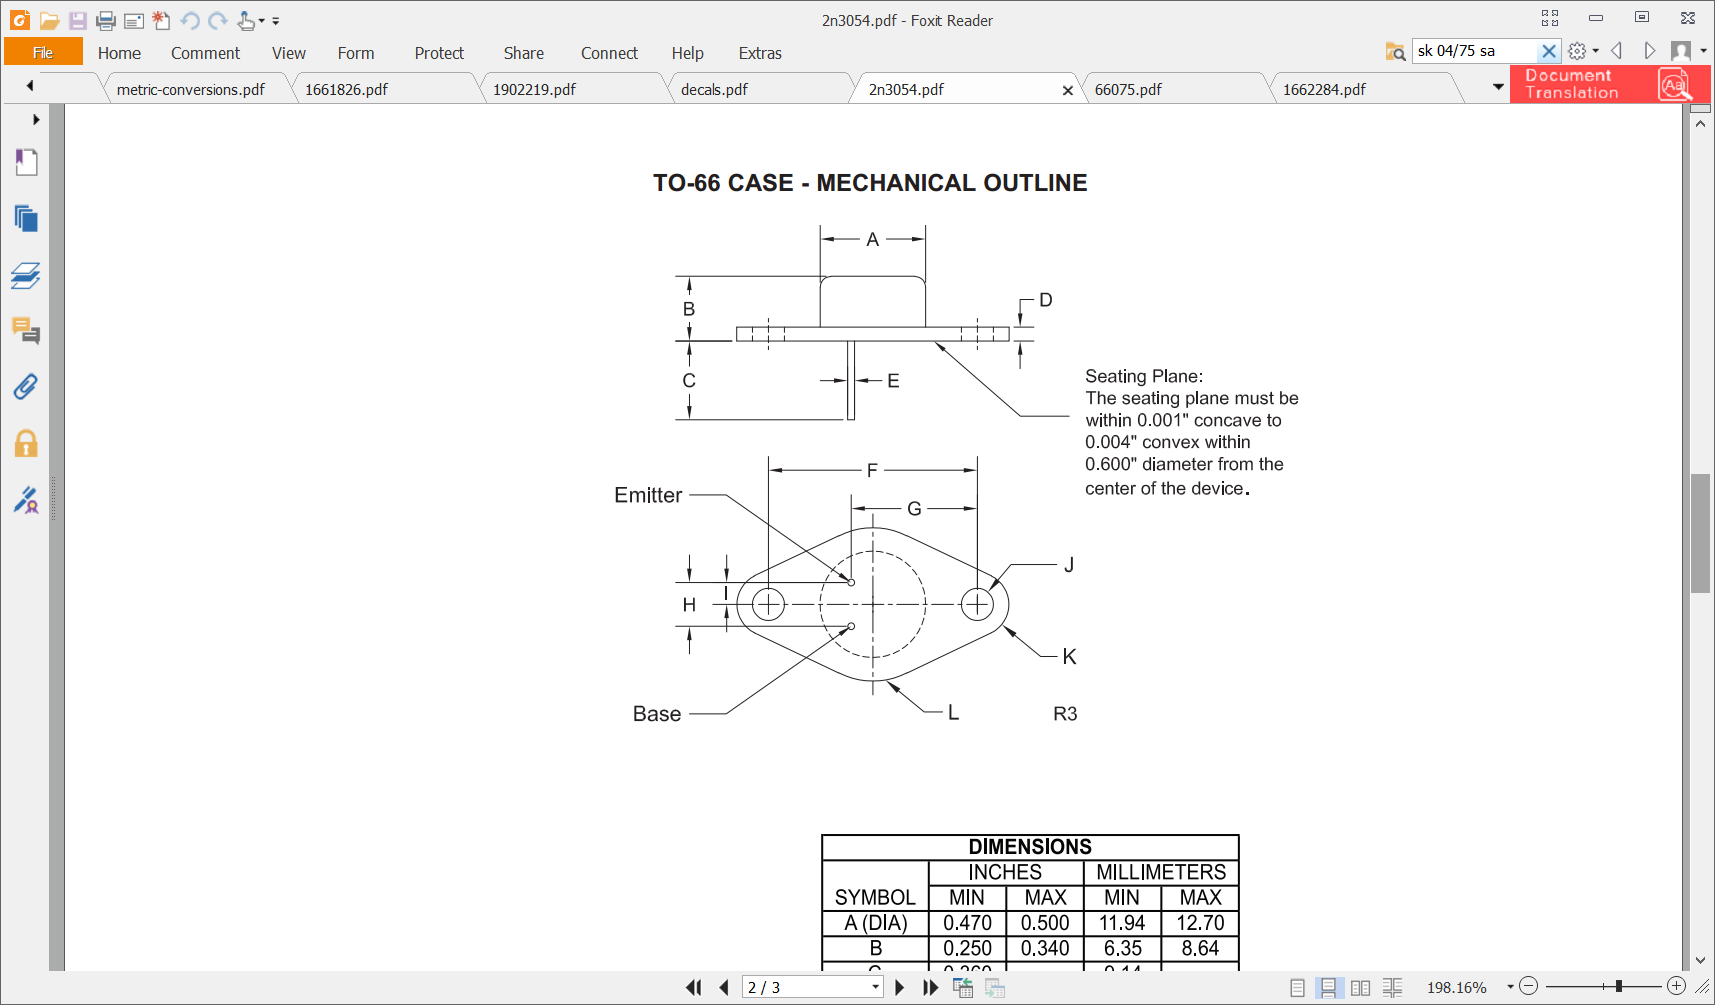 2n3054.pdf - Foxit Reader
File Home Comment View Form Protect Share Connect Help Extras
sk 04/75 sa
metric-conversions.pdf 1661826.pdf 1902219.pdf decals.pdf 2n3054.pdf 66075.pdf 1662284.pdf
Document
Translation
TO-66 CASE - MECHANICAL OUTLINE
A
B
D
C
E
Seating Plane:
The seating plane must be
within 0.001" concave to
0.004" convex within
0.600" diameter from the
center of the device.
F
Emitter
G
J
H
I
K
Base
L
R3
DIMENSIONS
INCHES MILLIMETERS
SYMBOL MIN MAX MIN MAX
A (DIA) 0.470 0.500 11.94 12.70
B 0.250 0.340 6.35 8.64
C 0.360 - 9.14 -
2 / 3
198.16%